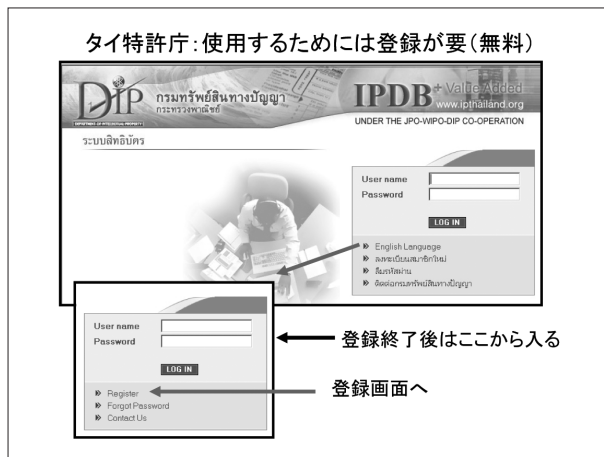 タイ特許庁:使用するためには登録が要(無料)
DIP
กรมทรัพย์สินทางปัญญา
กระทรวงพาณิชย์
DEPARTMENT OF INTELLECTUAL PROPERTY
IPDB + Value Added
www.ipthailand.org
UNDER THE JPO-WIPO-DIP CO-OPERATION
ระบบสิทธิบัตร
User name
Password
LOG IN
English Language
ลงทะเบียนสมาชิกใหม่
ลืมรหัสผ่าน
ติดต่อกรมทรัพย์สินทางปัญญา
User name
Password
LOG IN
登録終了後はここから入る
Register
登録画面へ
Forgot Password
Contact Us